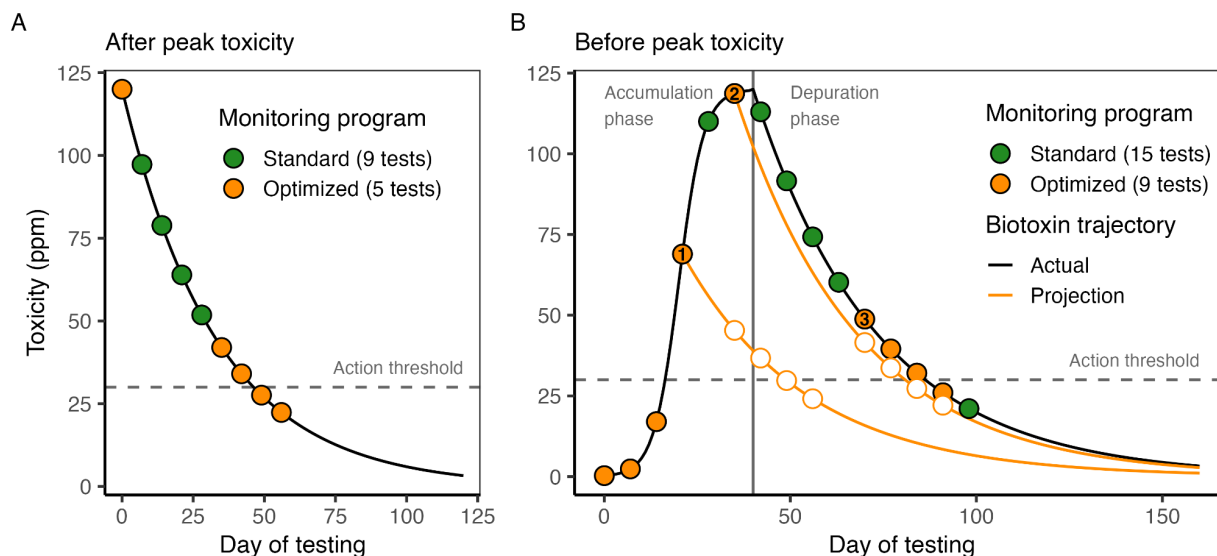 A
After peak toxicity
Toxicity (ppm)
125
100
75
50
25
0
Monitoring program
Standard (9 tests)
Optimized (5 tests)
Action threshold
0
25
50
75
100
125
Day of testing
B
Before peak toxicity
125
100
75
50
25
0
Accumulation
phase
Depuration
phase
1
2
3
Monitoring program
Standard (15 tests)
Optimized (9 tests)
Biotoxin trajectory
Actual
Projection
Action threshold
0
50
100
150
Day of testing